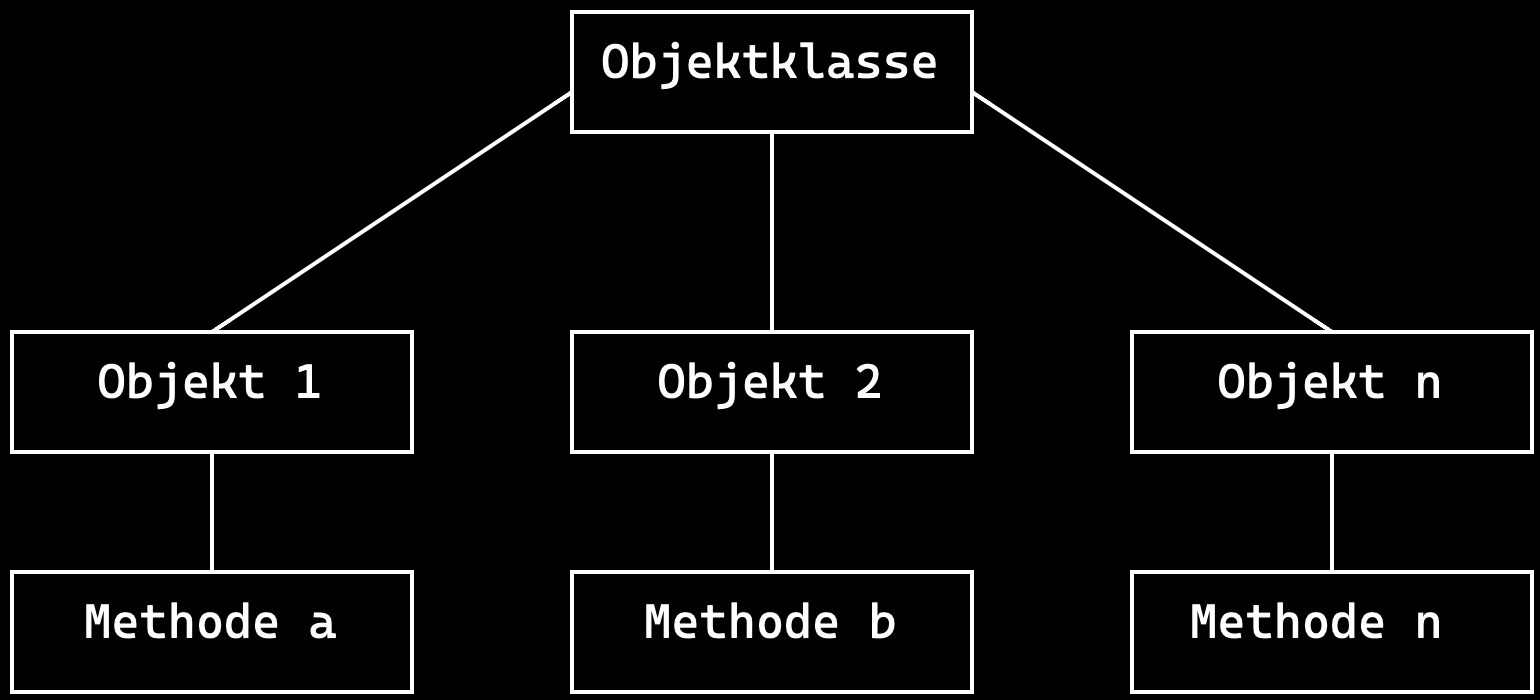 Objektklasse
Objekt 1
Objekt 2
Objekt n
Methode a
Methode b
Methode n